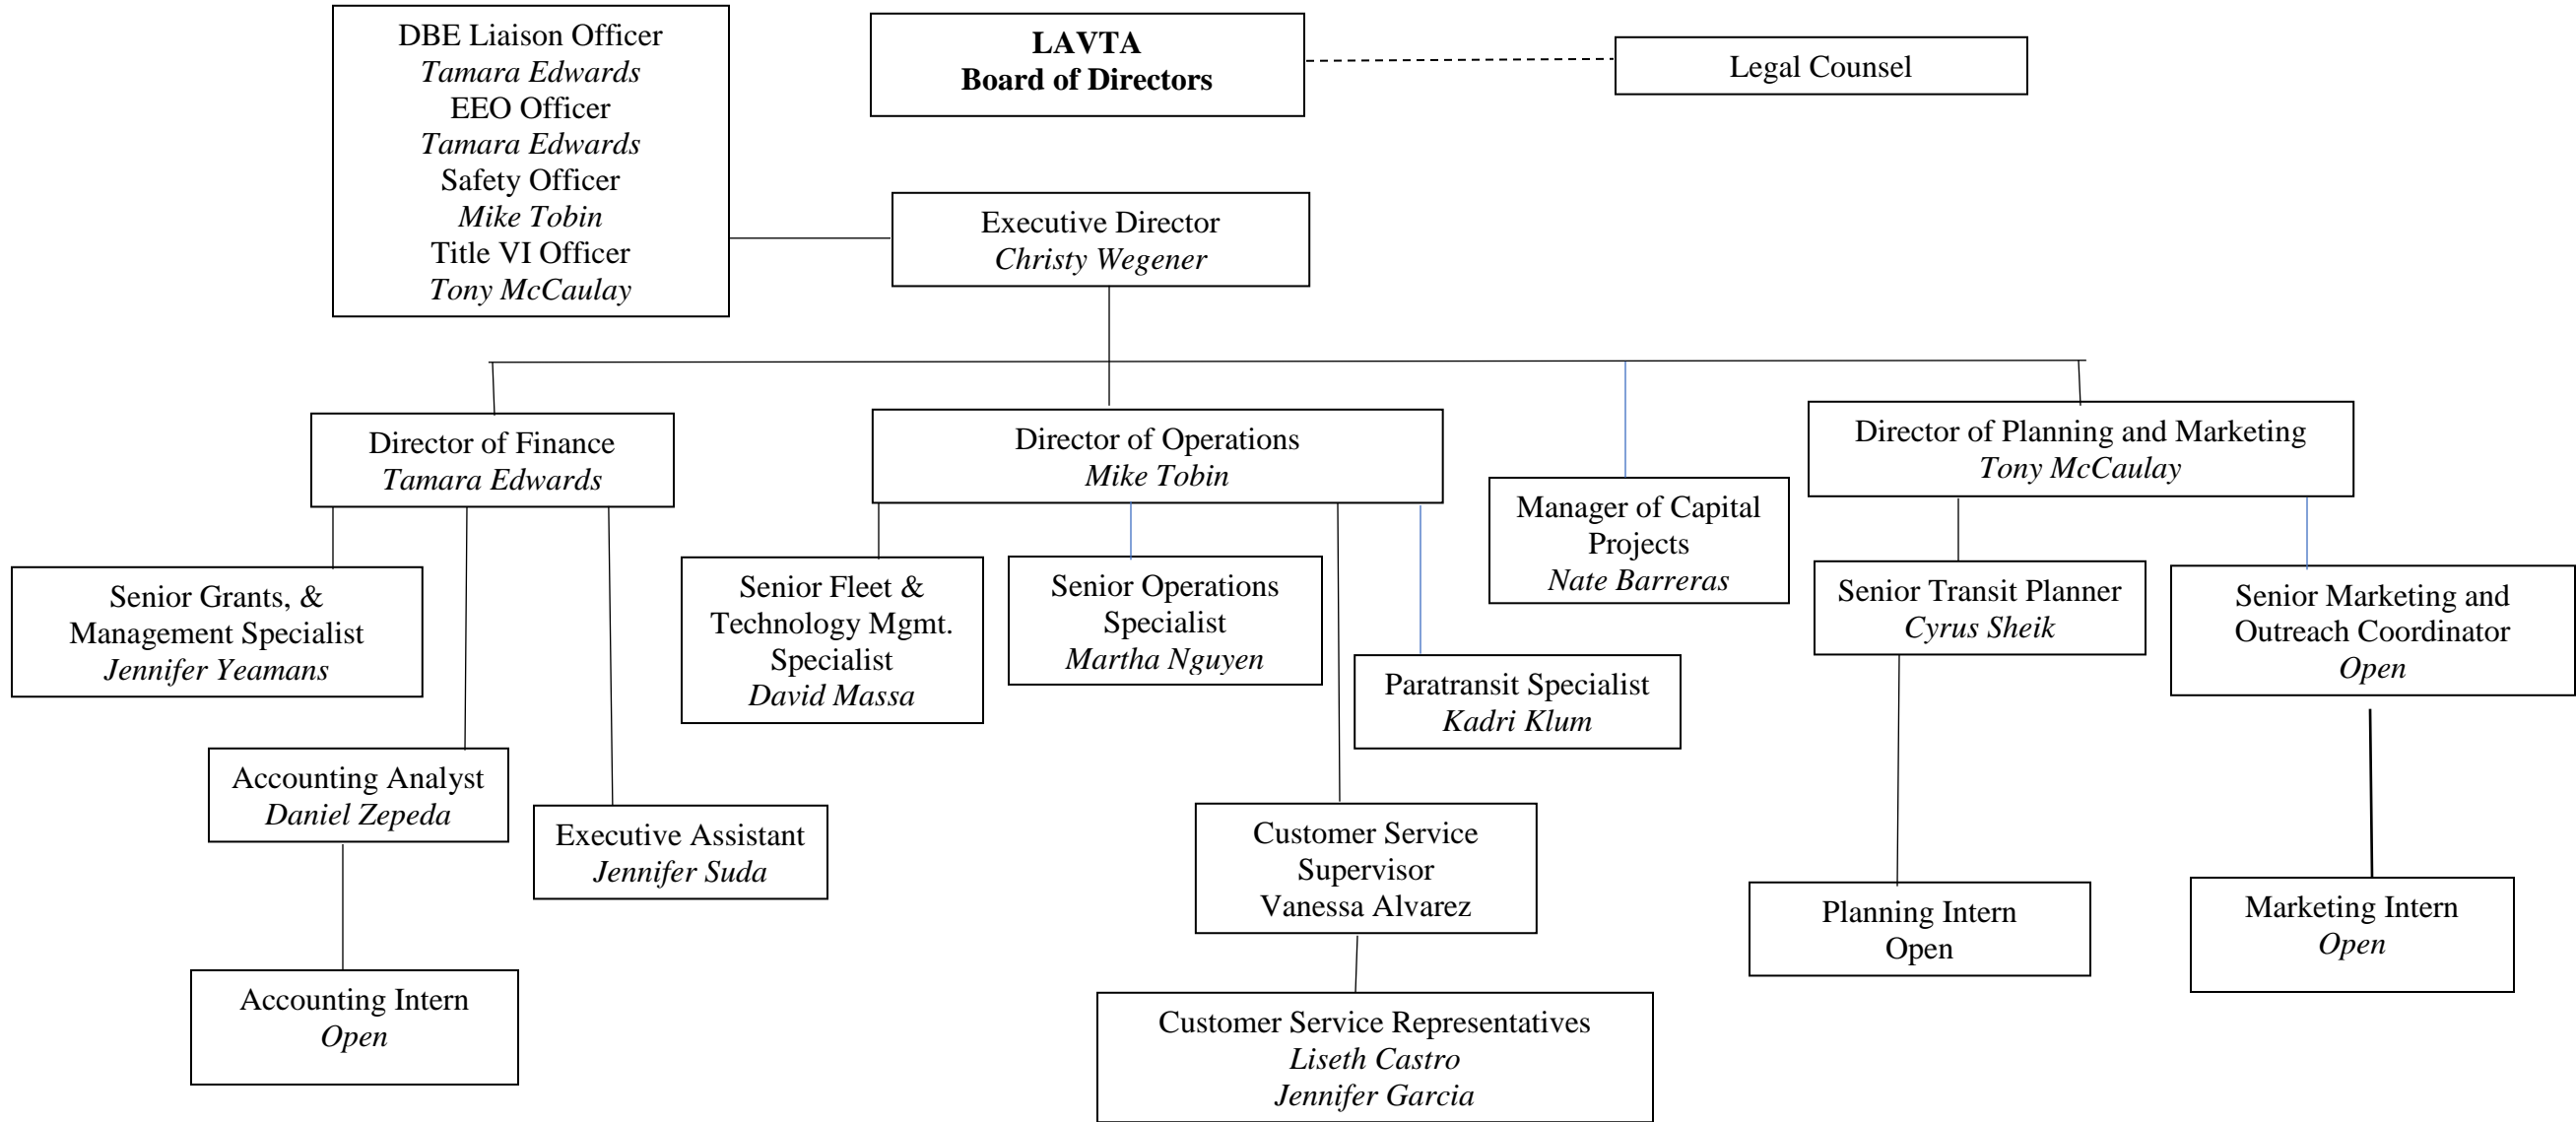 DBE Liaison Officer
Tamara Edwards
EEO Officer
Tamara Edwards
Safety Officer
Mike Tobin
Title VI Officer
Tony McCaulay
LAVTA
Board of Directors
Legal Counsel
Executive Director
Christy Wegener
Director of Finance
Tamara Edwards
Director of Operations
Mike Tobin
Manager of Capital
Projects
Nate Barreras
Director of Planning and Marketing
Tony McCaulay
Senior Grants, &
Management Specialist
Jennifer Yeamans
Senior Fleet &
Technology Mgmt.
Specialist
David Massa
Senior Operations
Specialist
Martha Nguyen
Paratransit Specialist
Kadri Klum
Senior Transit Planner
Cyrus Sheik
Senior Marketing and
Outreach Coordinator
Open
Accounting Analyst
Daniel Zepeda
Executive Assistant
Jennifer Suda
Customer Service
Supervisor
Vanessa Alvarez
Planning Intern
Open
Marketing Intern
Open
Accounting Intern
Open
Customer Service Representatives
Liseth Castro
Jennifer Garcia